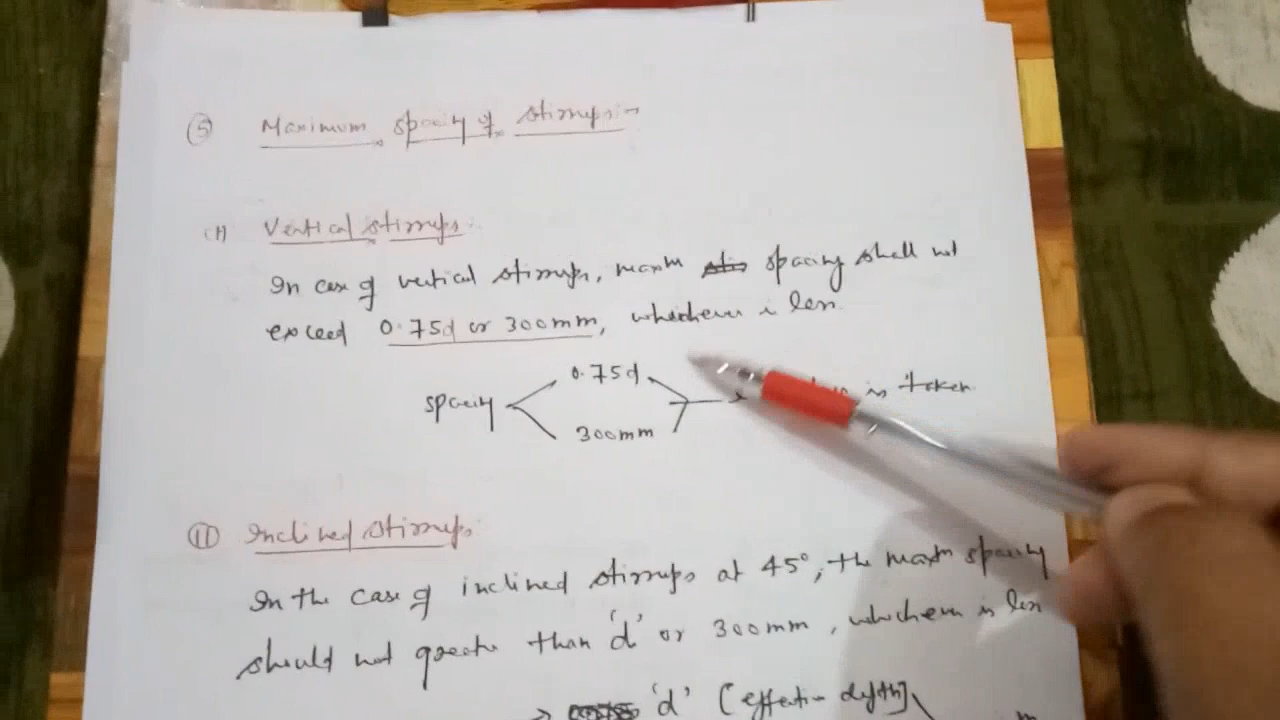 ⑤ Maximum spacing of stirrups:-
(i) Vertical stirrups.
In case of vertical stirrups, maxm spacing shall not
exceed 0.75d or 300mm, whichever is less.
0.75d
spacing is taken.
300mm
(ii) Inclined stirrups.
In the case of inclined stirrups at 45°, the maxm spacing
should not greater than 'd' or 300mm, whichever is less
'd' [effective depth]